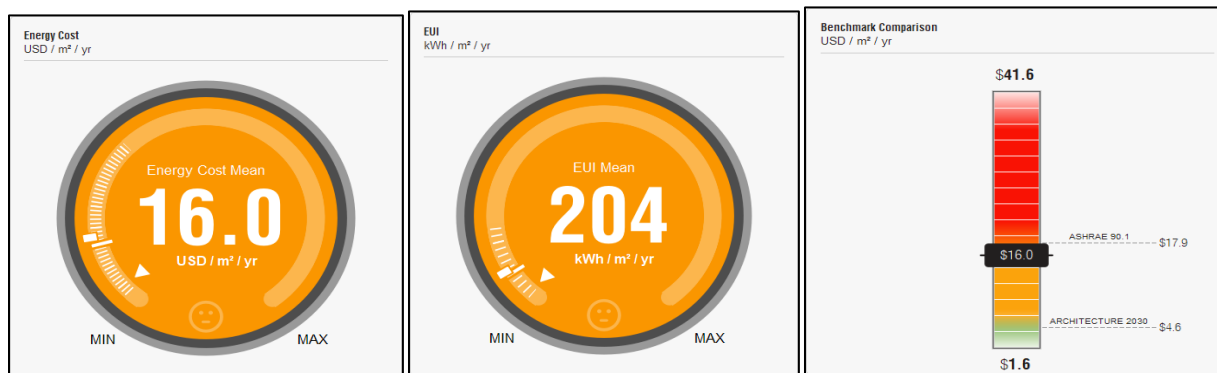 Energy Cost
USD / m² / yr
Energy Cost Mean
16.0
USD / m² / yr
MIN
MAX
EUI
kWh / m² / yr
EUI Mean
204
kWh / m² / yr
MIN
MAX
Benchmark Comparison
USD / m² / yr
$41.6
ASHRAE 90.1
$17.9
$16.0
ARCHITECTURE 2030
$4.6
$1.6